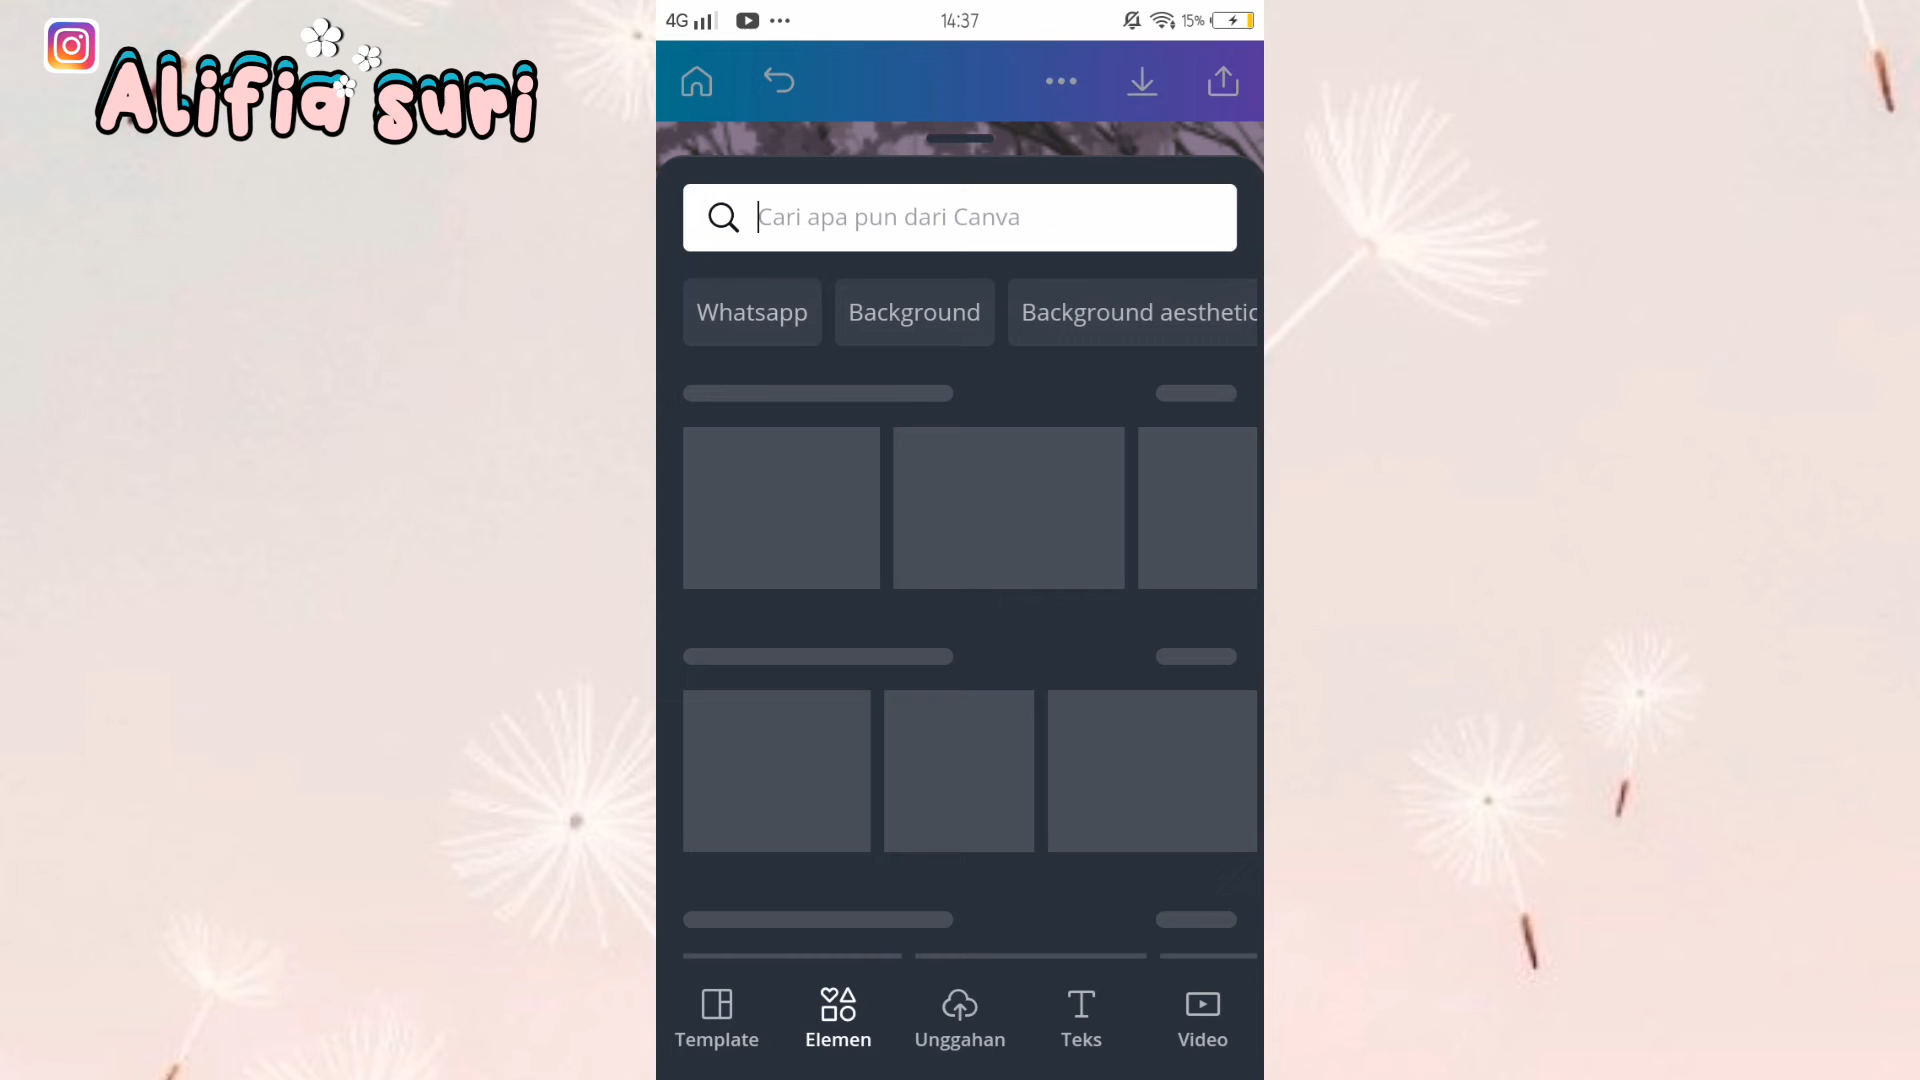 Alifia suri
4G 14:37 15%
Cari apa pun dari Canva
Whatsapp Background Background aesthetic
Template Elemen Unggahan Teks Video